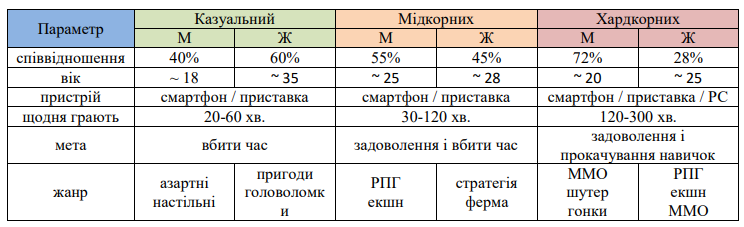 Параметр Казуальний Мідкорних Хардкорних
М Ж М Ж М Ж
співвідношення 40% 60% 55% 45% 72% 28%
вік ~ 18 ~ 35 ~ 25 ~ 28 ~ 20 ~ 25
пристрій смартфон / приставка смартфон / приставка смартфон / приставка / PC
щодня грають 20-60 хв. 30-120 хв. 120-300 хв.
мета вбити час задоволення і вбити час задоволення і
прокачування навичок
жанр
азартні
настільні
пригоди
головоломк
и
РПГ
екшн
стратегія
ферма
ММО
шутер
гонки
РПГ
екшн
ММО